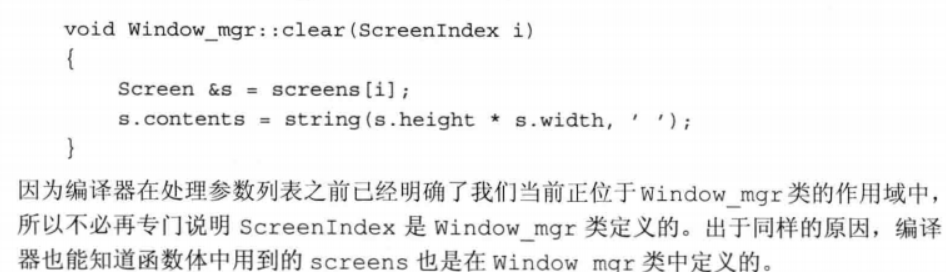 void Window_mgr::clear(ScreenIndex i)
{
    Screen &s = screens[i];
    s.contents = string(s.height * s.width, ' ');
}
因为编译器在处理参数列表之前已经明确了我们当前正位于Window_mgr类的作用域中,
所以不必再专门说明 ScreenIndex 是 Window_mgr 类定义的。出于同样的原因，编译
器也能知道函数体中用到的 screens 也是在 Window mgr 类中定义的。